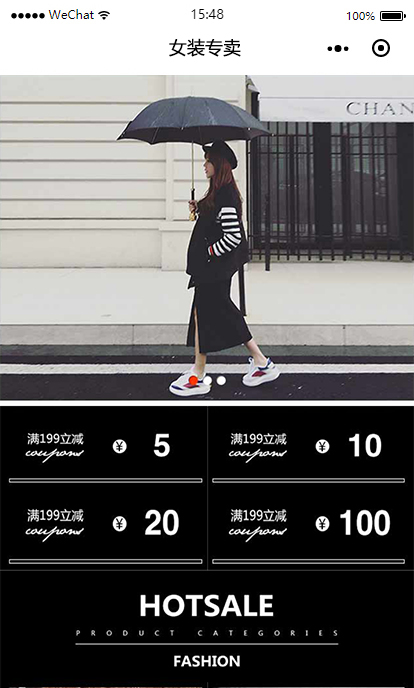 ●●●●● WeChat 15:48 100%
女装专卖
CHAN
满199立减 coupons ¥ 5
满199立减 coupons ¥ 10
满199立减 coupons ¥ 20
满199立减 coupons ¥ 100
HOTSALE
PRODUCT CATEGORIES
FASHION